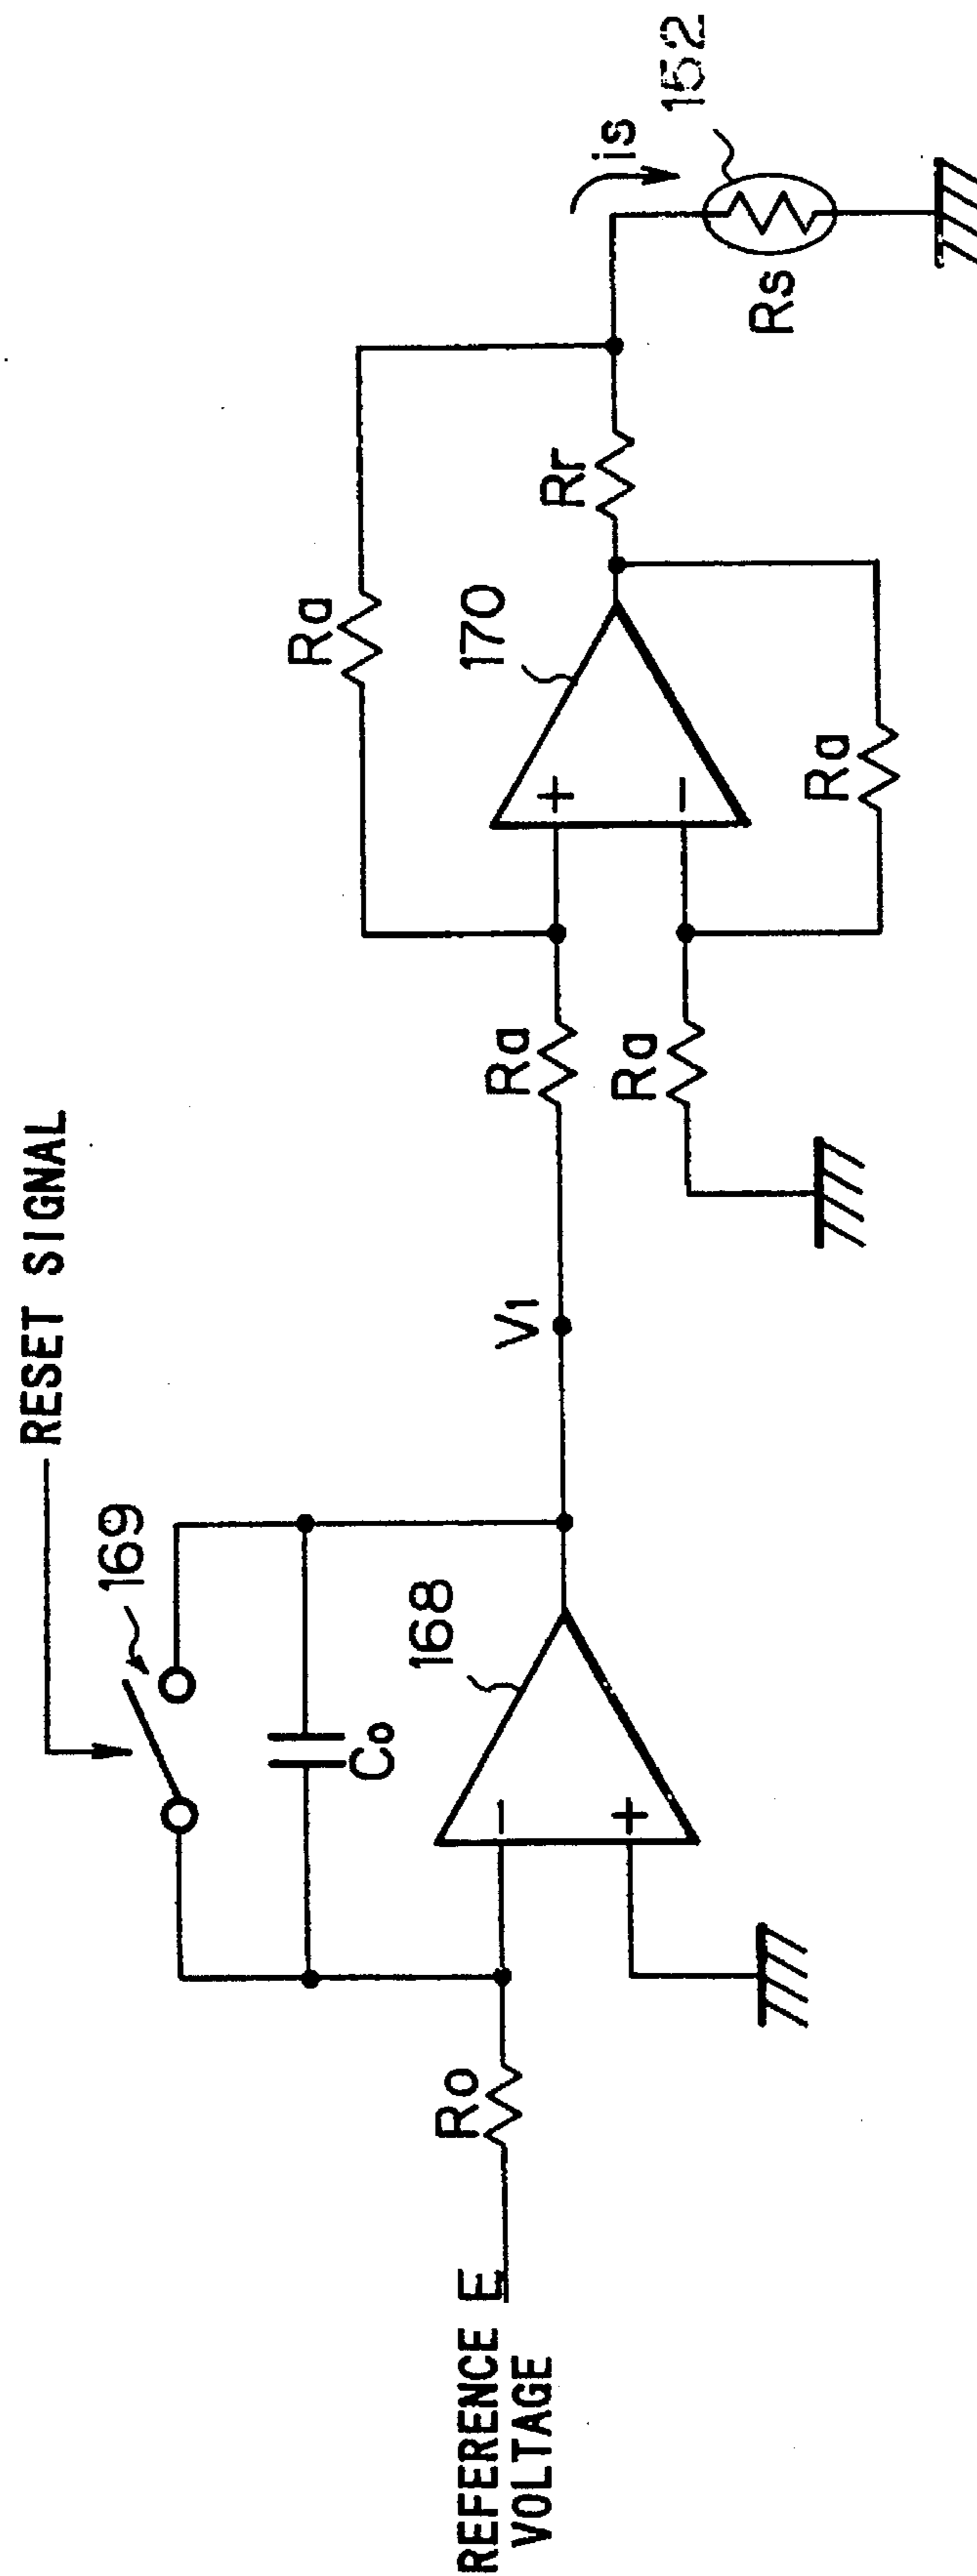 RESET SIGNAL
169
Co
168
REFERENCE E
VOLTAGE
Ro
−
+
V1
Ra
Ra
Ra
170
+
−
Ra
Rr
is
152
Rs